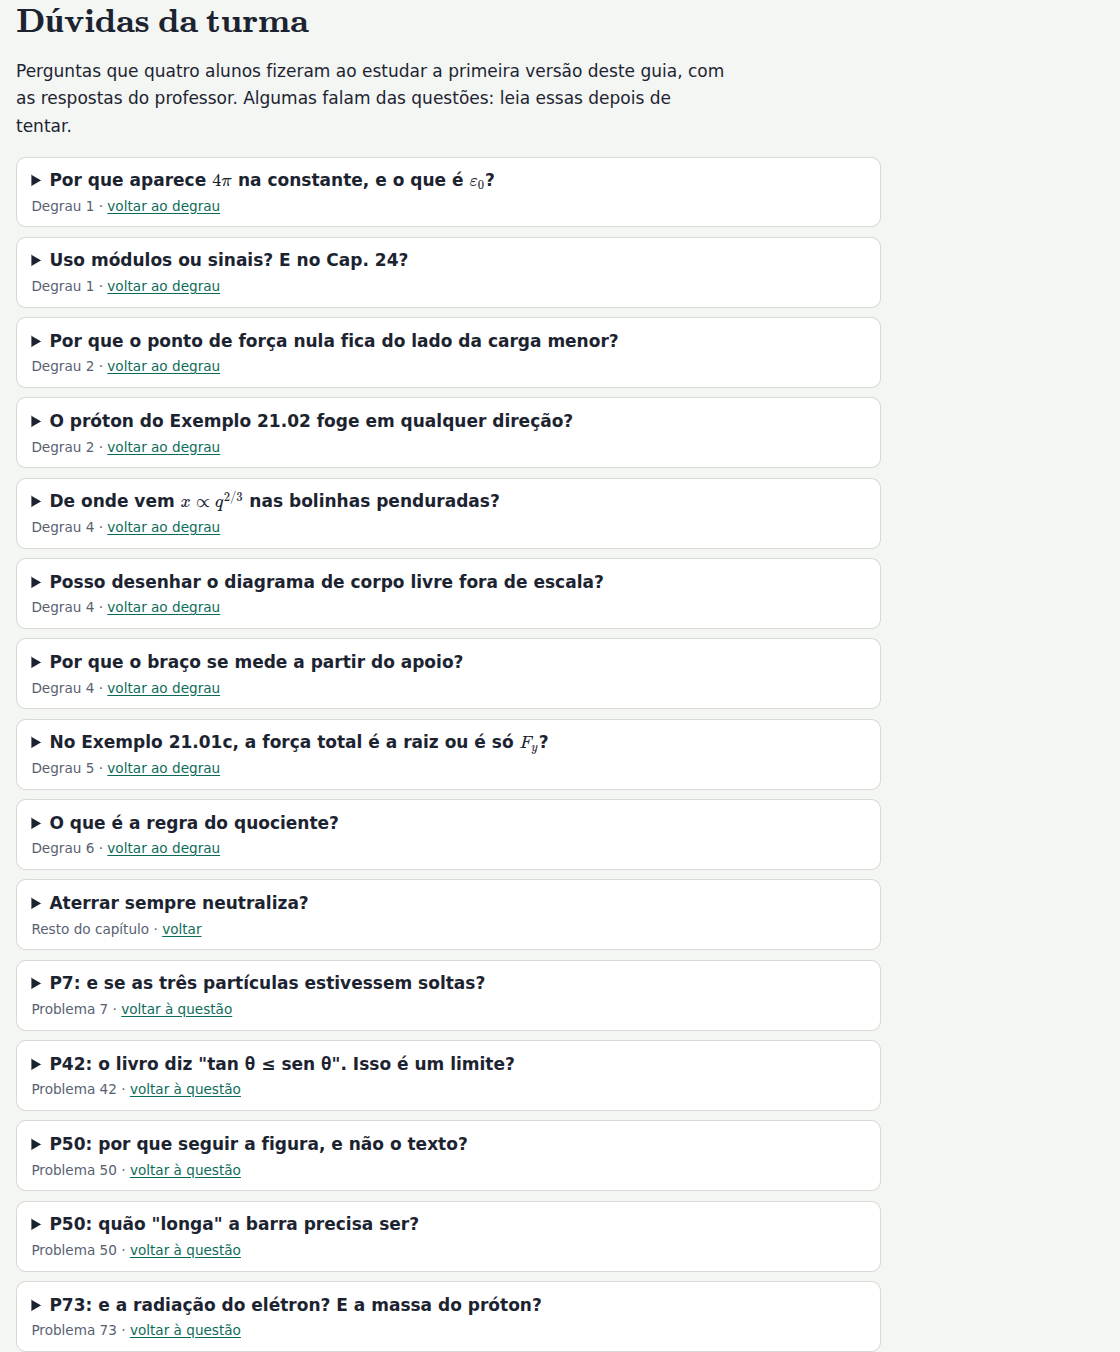 Dúvidas da turma
Perguntas que quatro alunos fizeram ao estudar a primeira versão deste guia, com
as respostas do professor. Algumas falam das questões: leia essas depois de
tentar.
▶ Por que aparece 4π na constante, e o que é ε₀?
Degrau 1 · voltar ao degrau
▶ Uso módulos ou sinais? E no Cap. 24?
Degrau 1 · voltar ao degrau
▶ Por que o ponto de força nula fica do lado da carga menor?
Degrau 2 · voltar ao degrau
▶ O próton do Exemplo 21.02 foge em qualquer direção?
Degrau 2 · voltar ao degrau
▶ De onde vem x ∝ q^{2/3} nas bolinhas penduradas?
Degrau 4 · voltar ao degrau
▶ Posso desenhar o diagrama de corpo livre fora de escala?
Degrau 4 · voltar ao degrau
▶ Por que o braço se mede a partir do apoio?
Degrau 4 · voltar ao degrau
▶ No Exemplo 21.01c, a força total é a raiz ou é só F_y?
Degrau 5 · voltar ao degrau
▶ O que é a regra do quociente?
Degrau 6 · voltar ao degrau
▶ Aterrar sempre neutraliza?
Resto do capítulo · voltar
▶ P7: e se as três partículas estivessem soltas?
Problema 7 · voltar à questão
▶ P42: o livro diz "tan θ ≤ sen θ". Isso é um limite?
Problema 42 · voltar à questão
▶ P50: por que seguir a figura, e não o texto?
Problema 50 · voltar à questão
▶ P50: quão "longa" a barra precisa ser?
Problema 50 · voltar à questão
▶ P73: e a radiação do elétron? E a massa do próton?
Problema 73 · voltar à questão